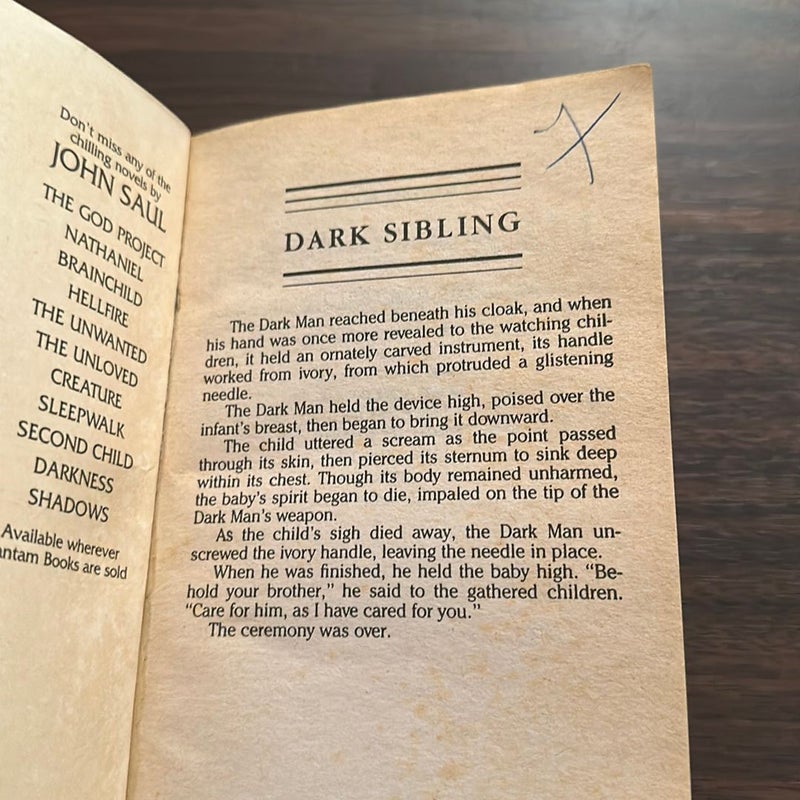 Don't miss any of the
chilling novels by
JOHN SAUL
THE GOD PROJECT
NATHANIEL
BRAINCHILD
HELLFIRE
THE UNWANTED
THE UNLOVED
CREATURE
SLEEPWALK
SECOND CHILD
DARKNESS
SHADOWS
Available wherever
antam Books are sold
DARK SIBLING
The Dark Man reached beneath his cloak, and when
his hand was once more revealed to the watching chil-
dren, it held an ornately carved instrument, its handle
worked from ivory, from which protruded a glistening
needle.
The Dark Man held the device high, poised over the
infant's breast, then began to bring it downward.
The child uttered a scream as the point passed
through its skin, then pierced its sternum to sink deep
within its chest. Though its body remained unharmed,
the baby's spirit began to die, impaled on the tip of the
Dark Man's weapon.
As the child's sigh died away, the Dark Man un-
screwed the ivory handle, leaving the needle in place.
When he was finished, he held the baby high. “Be-
hold your brother,” he said to the gathered children.
“Care for him, as I have cared for you.”
The ceremony was over.